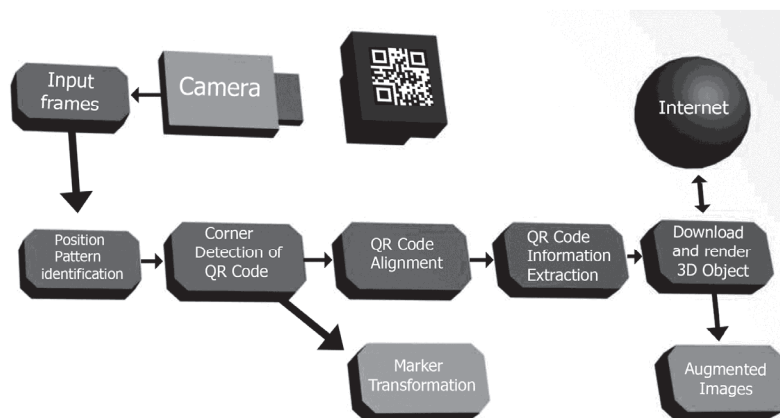 Input
frames
Camera
Internet
Position
Pattern
identification
Corner
Detection of
QR Code
QR Code
Alignment
QR Code
Information
Extraction
Download
and render
3D Object
Marker
Transformation
Augmented
Images